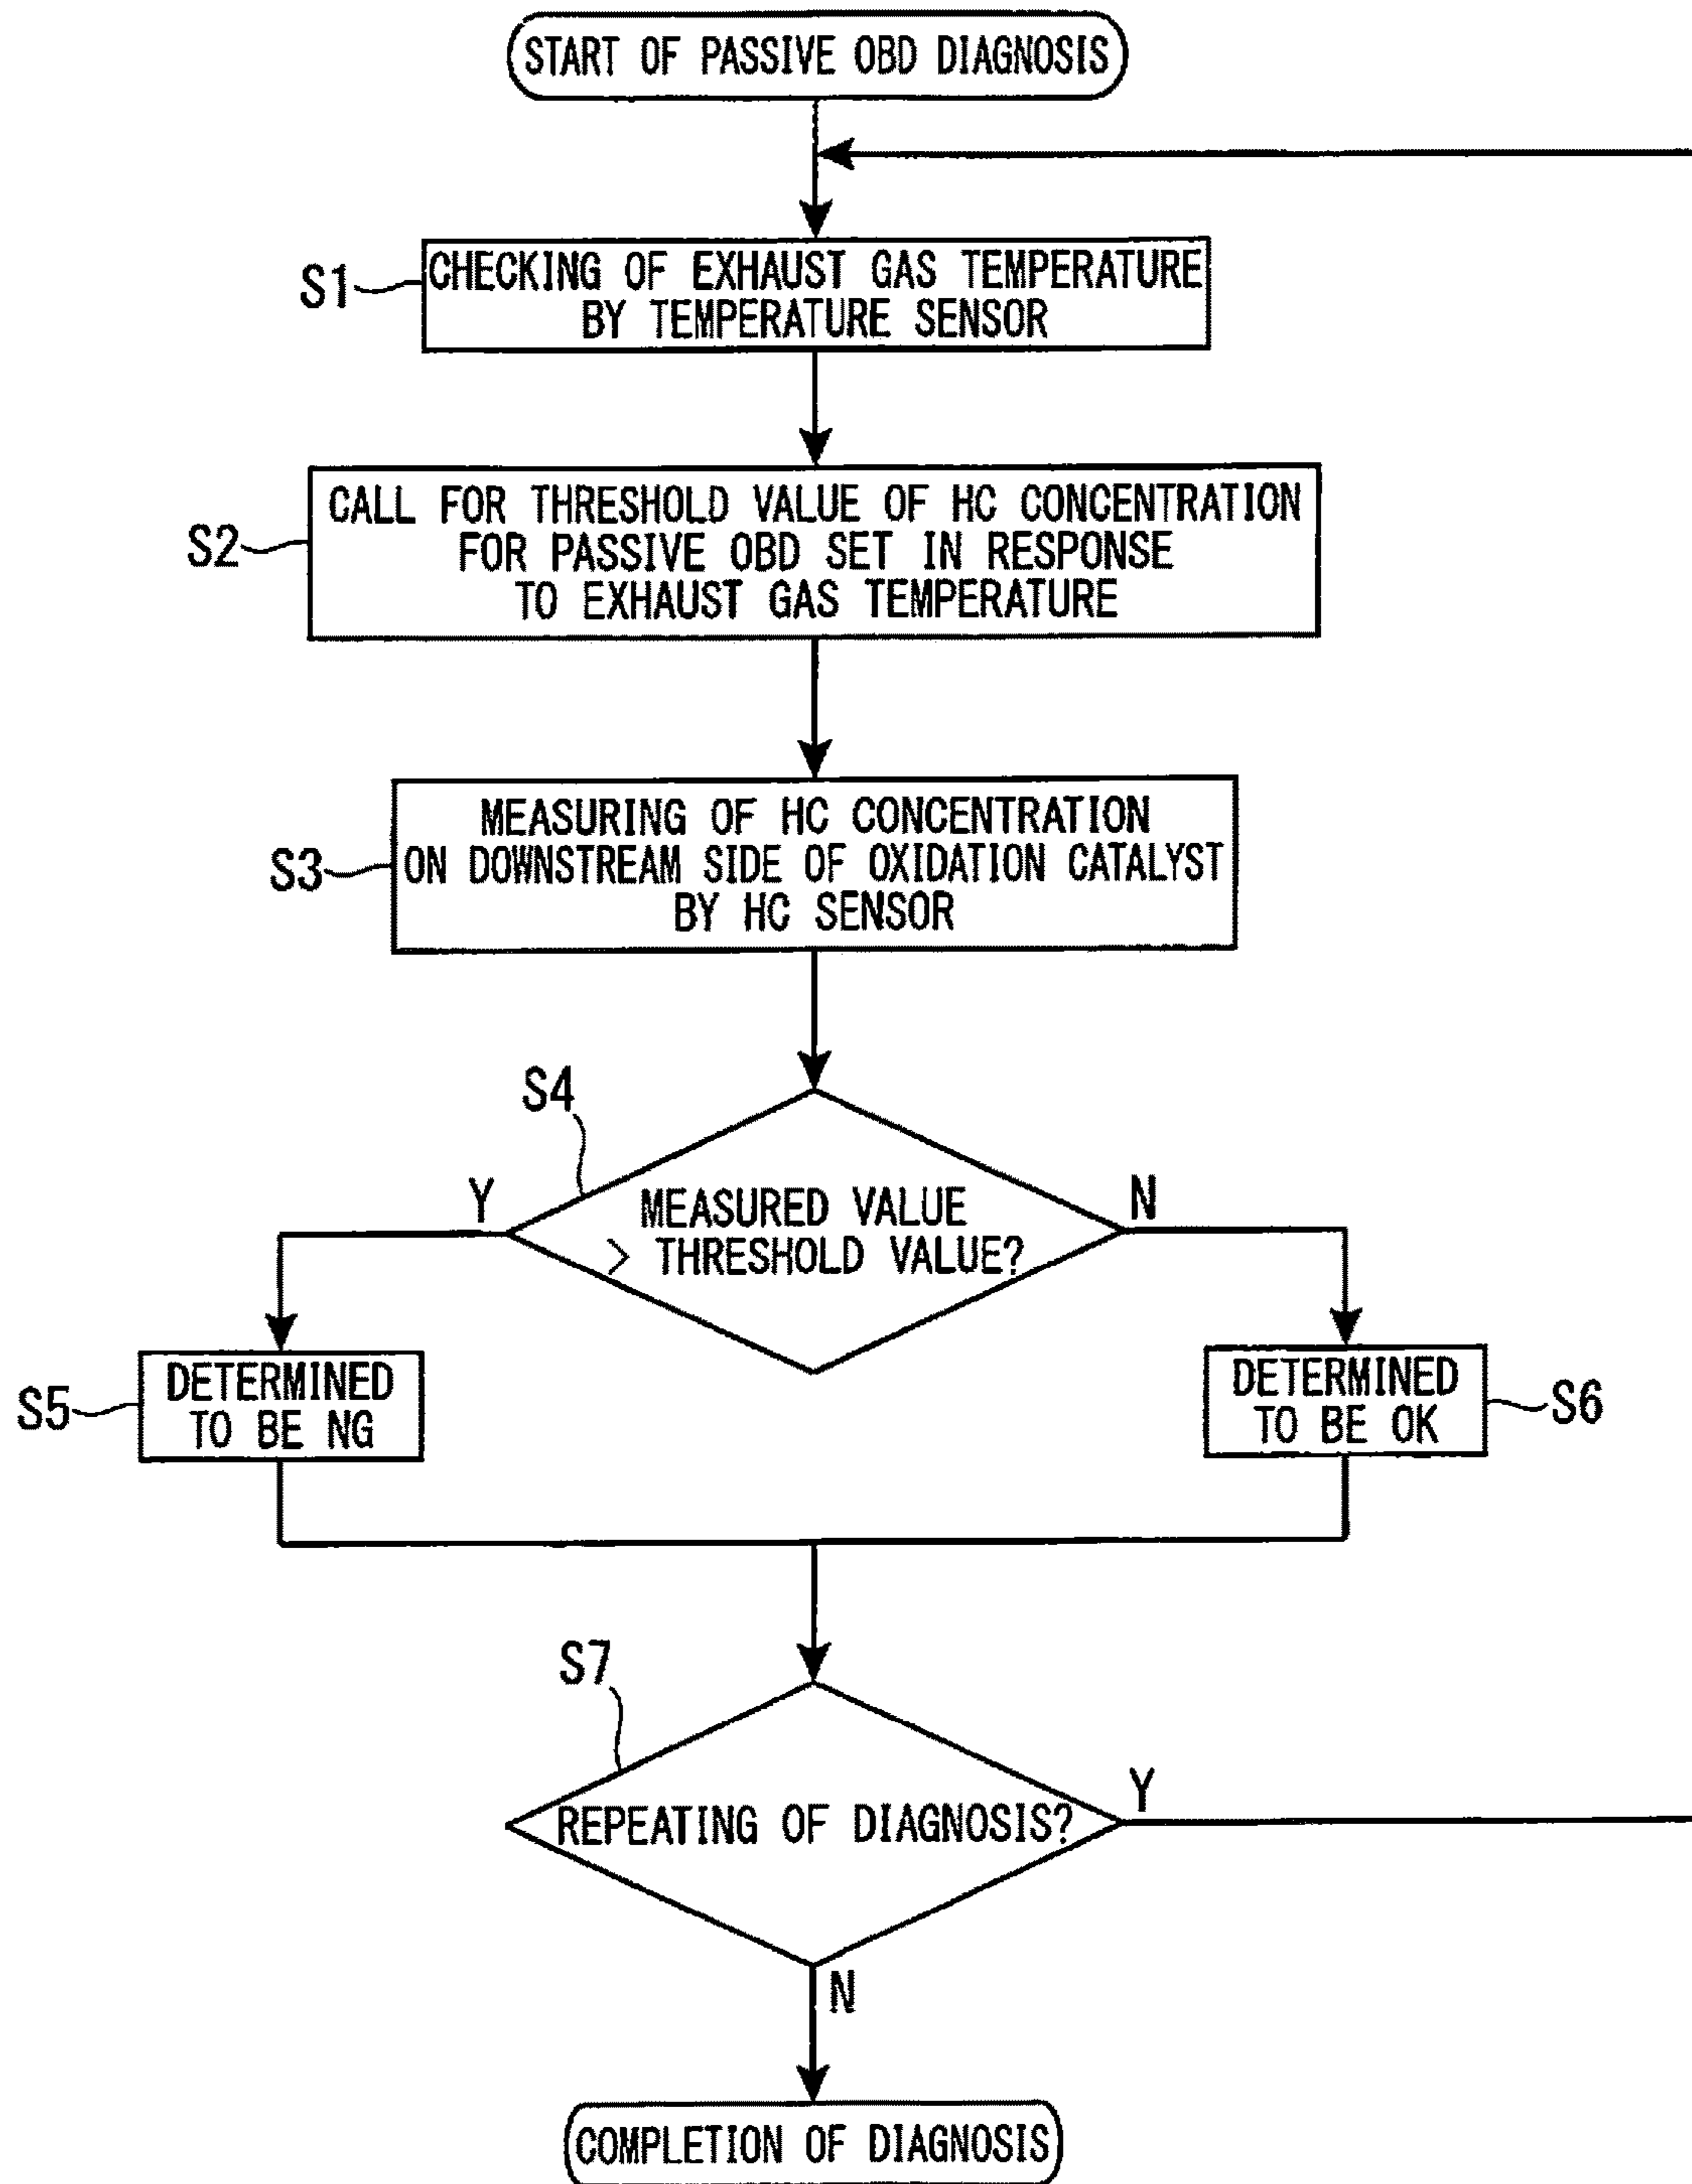 START OF PASSIVE OBD DIAGNOSIS
S1
CHECKING OF EXHAUST GAS TEMPERATURE
BY TEMPERATURE SENSOR
S2
CALL FOR THRESHOLD VALUE OF HC CONCENTRATION
FOR PASSIVE OBD SET IN RESPONSE
TO EXHAUST GAS TEMPERATURE
S3
MEASURING OF HC CONCENTRATION
ON DOWNSTREAM SIDE OF OXIDATION CATALYST
BY HC SENSOR
S4
Y
N
MEASURED VALUE
> THRESHOLD VALUE?
S5
DETERMINED
TO BE NG
DETERMINED
TO BE OK
S6
S7
REPEATING OF DIAGNOSIS?
Y
N
COMPLETION OF DIAGNOSIS